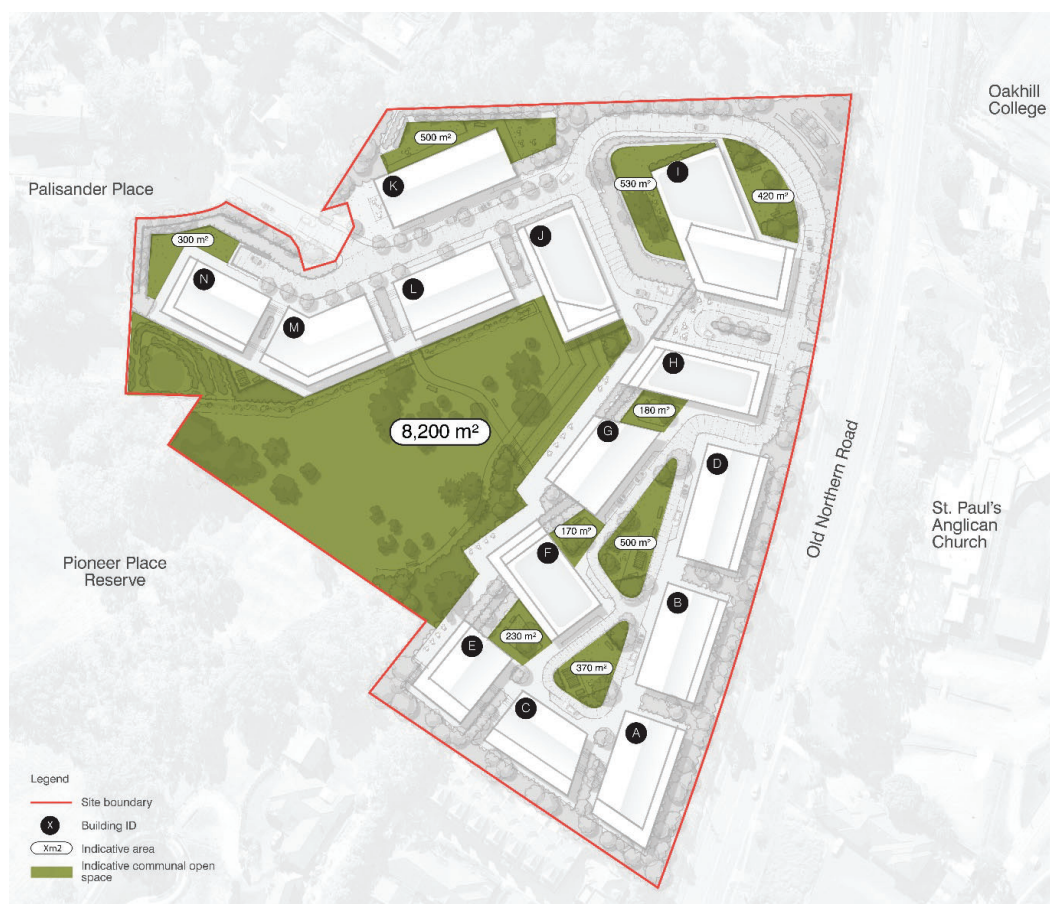 Oakhill
College
500 m²
K
I
530 m²
420 m²
Palisander Place
300 m²
J
N
L
M
H
180 m²
8,200 m²
G
D
Old Northern Road
St. Paul's
Anglican
Church
170 m²
500 m²
F
Pioneer Place
Reserve
B
230 m²
E
370 m²
C
A
Legend
Site boundary
X
Building ID
Xm2
Indicative area
Indicative communal open
space